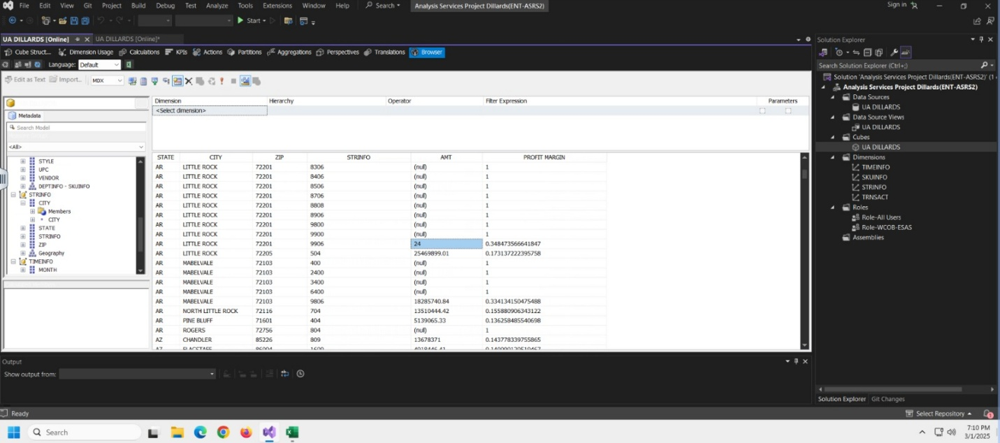 File Edit View Git Project Build Debug Test Analyze Tools Extensions Window Help Search Analysis Services Project Dillards(ENT-ASRS2) Sign in
Start
UA DILLARDS [Online] UA DILLARDS [Online]*
Cube Struct... Dimension Usage Calculations KPIs Actions Partitions Aggregations Perspectives Translations Browser
Language: Default
Edit as Text Import... MDX
Metadata
Search Model
<All>
STYLE
UPC
VENDOR
DEPTINFO - SKUINFO
STRINFO
CITY
Members
CITY
STATE
STRINFO
ZIP
Geography
TIMEINFO
MONTH
Dimension Hierarchy Operator Filter Expression Parameters
<Select dimension>
STATE CITY ZIP STRINFO AMT PROFIT MARGIN
AR LITTLE ROCK 72201 8306 (null) 1
AR LITTLE ROCK 72201 8406 (null) 1
AR LITTLE ROCK 72201 8506 (null) 1
AR LITTLE ROCK 72201 8706 (null) 1
AR LITTLE ROCK 72201 8808 (null) 1
AR LITTLE ROCK 72201 8906 (null) 1
AR LITTLE ROCK 72201 9800 (null) 1
AR LITTLE ROCK 72201 9900 (null) 1
AR LITTLE ROCK 72201 9906 24 0.348473566641847
AR LITTLE ROCK 72205 504 25469899.01 0.173137222395758
AR MABELVALE 72103 400 (null) 1
AR MABELVALE 72103 2400 (null) 1
AR MABELVALE 72103 3400 (null) 1
AR MABELVALE 72103 6400 (null) 1
AR MABELVALE 72103 9806 18285740.84 0.334134150475488
AR NORTH LITTLE ROCK 72116 704 13510444.42 0.155880906343122
AR PINE BLUFF 71601 404 5139065.33 0.136258485540698
AR ROGERS 72756 804 (null) 1
AZ CHANDLER 85226 809 13678371 0.143778339755865
AZ FLAGSTAFF 86004 1600
Output
Show output from:
Solution Explorer
Search Solution Explorer (Ctrl+;)
Solution 'Analysis Services Project Dillards(ENT-ASRS2)' (1
Analysis Services Project Dillards(ENT-ASRS2)
Data Sources
UA DILLARDS
Data Source Views
UA DILLARDS
Cubes
UA DILLARDS
Dimensions
TIMEINFO
SKUINFO
STRINFO
TRNSACT
Roles
Role-All Users
Role-WCOB-ESAS
Assemblies
Solution Explorer Git Changes
Ready Select Repository 1
Search 7:10 PM
3/1/2025